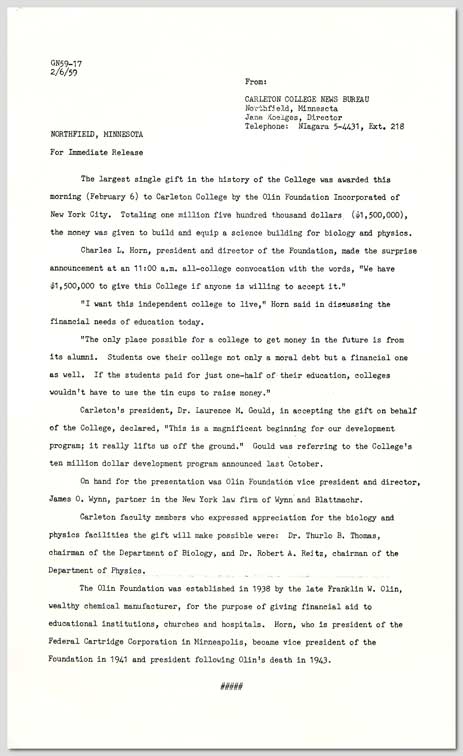 GN59-17
2/6/59
From:
CARLETON COLLEGE NEWS BUREAU
Northfield, Minnesota
Jane Koelges, Director
Telephone: NIagara 5-4431, Ext. 218
NORTHFIELD, MINNESOTA
For Immediate Release
The largest single gift in the history of the College was awarded this
morning (February 6) to Carleton College by the Olin Foundation Incorporated of
New York City. Totaling one million five hundred thousand dollars ($1,500,000),
the money was given to build and equip a science building for biology and physics.
Charles L. Horn, president and director of the Foundation, made the surprise
announcement at an 11:00 a.m. all-college convocation with the words, "We have
$1,500,000 to give this College if anyone is willing to accept it."
"I want this independent college to live," Horn said in discussing the
financial needs of education today.
"The only place possible for a college to get money in the future is from
its alumni. Students owe their college not only a moral debt but a financial one
as well. If the students paid for just one-half of their education, colleges
wouldn't have to use the tin cups to raise money."
Carleton's president, Dr. Laurence M. Gould, in accepting the gift on behalf
of the College, declared, "This is a magnificent beginning for our development
program; it really lifts us off the ground." Gould was referring to the College's
ten million dollar development program announced last October.
On hand for the presentation was Olin Foundation vice president and director,
James O. Wynn, partner in the New York law firm of Wynn and Blattmachr.
Carleton faculty members who expressed appreciation for the biology and
physics facilities the gift will make possible were: Dr. Thurlo B. Thomas,
chairman of the Department of Biology, and Dr. Robert A. Reitz, chairman of the
Department of Physics.
The Olin Foundation was established in 1938 by the late Franklin W. Olin,
wealthy chemical manufacturer, for the purpose of giving financial aid to
educational institutions, churches and hospitals. Horn, who is president of the
Federal Cartridge Corporation in Minneapolis, became vice president of the
Foundation in 1941 and president following Olin's death in 1943.
#####